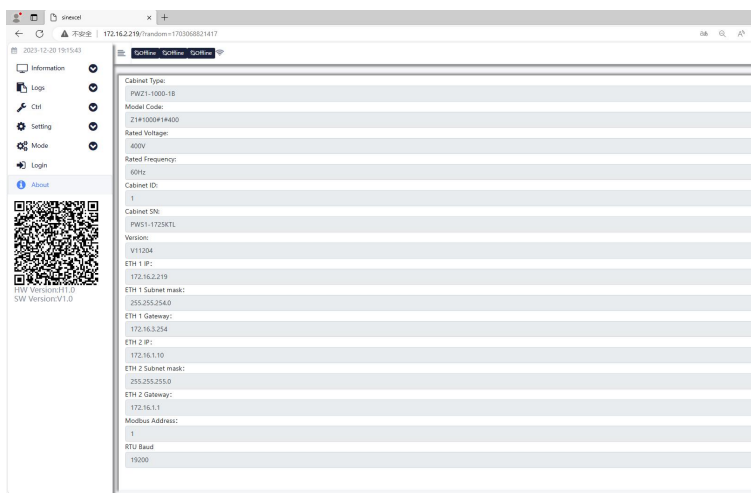 sinexcel
不安全 | 172.16.2.219/?random=1703068821417
2023-12-20 19:15:43
Offline Offline Offline
Information
Logs
Ctrl
Setting
Mode
Login
About
HW Version:H1.0
SW Version:V1.0
Cabinet Type:
PWZ1-1000-1B
Model Code:
Z1#1000#1#400
Rated Voltage:
400V
Rated Frequency:
60Hz
Cabinet ID:
1
Cabinet SN:
PWS1-1725KTL
Version:
V11204
ETH 1 IP:
172.16.2.219
ETH 1 Subnet mask:
255.255.254.0
ETH 1 Gateway:
172.16.3.254
ETH 2 IP:
172.16.1.10
ETH 2 Subnet mask:
255.255.255.0
ETH 2 Gateway:
172.16.1.1
Modbus Address:
1
RTU Baud
19200